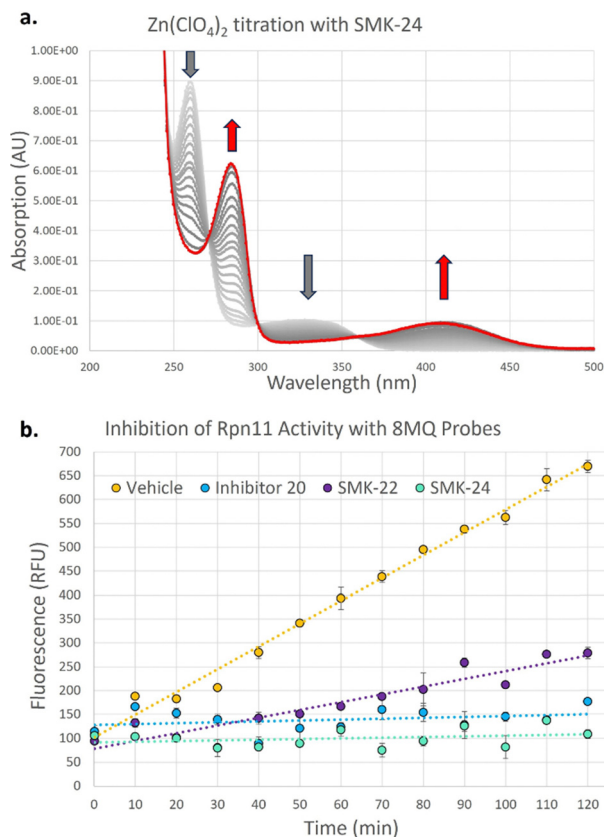 a.
Zn(ClO4)2 titration with SMK-24
Absorption (AU)
1.00E+00
9.00E-01
8.00E-01
7.00E-01
6.00E-01
5.00E-01
4.00E-01
3.00E-01
2.00E-01
1.00E-01
0.00E+00
200 250 300 350 400 450 500
Wavelength (nm)
b.
Inhibition of Rpn11 Activity with 8MQ Probes
Vehicle Inhibitor 20 SMK-22 SMK-24
Fluorescence (RFU)
700
650
600
550
500
450
400
350
300
250
200
150
100
50
0
0 10 20 30 40 50 60 70 80 90 100 110 120
Time (min)